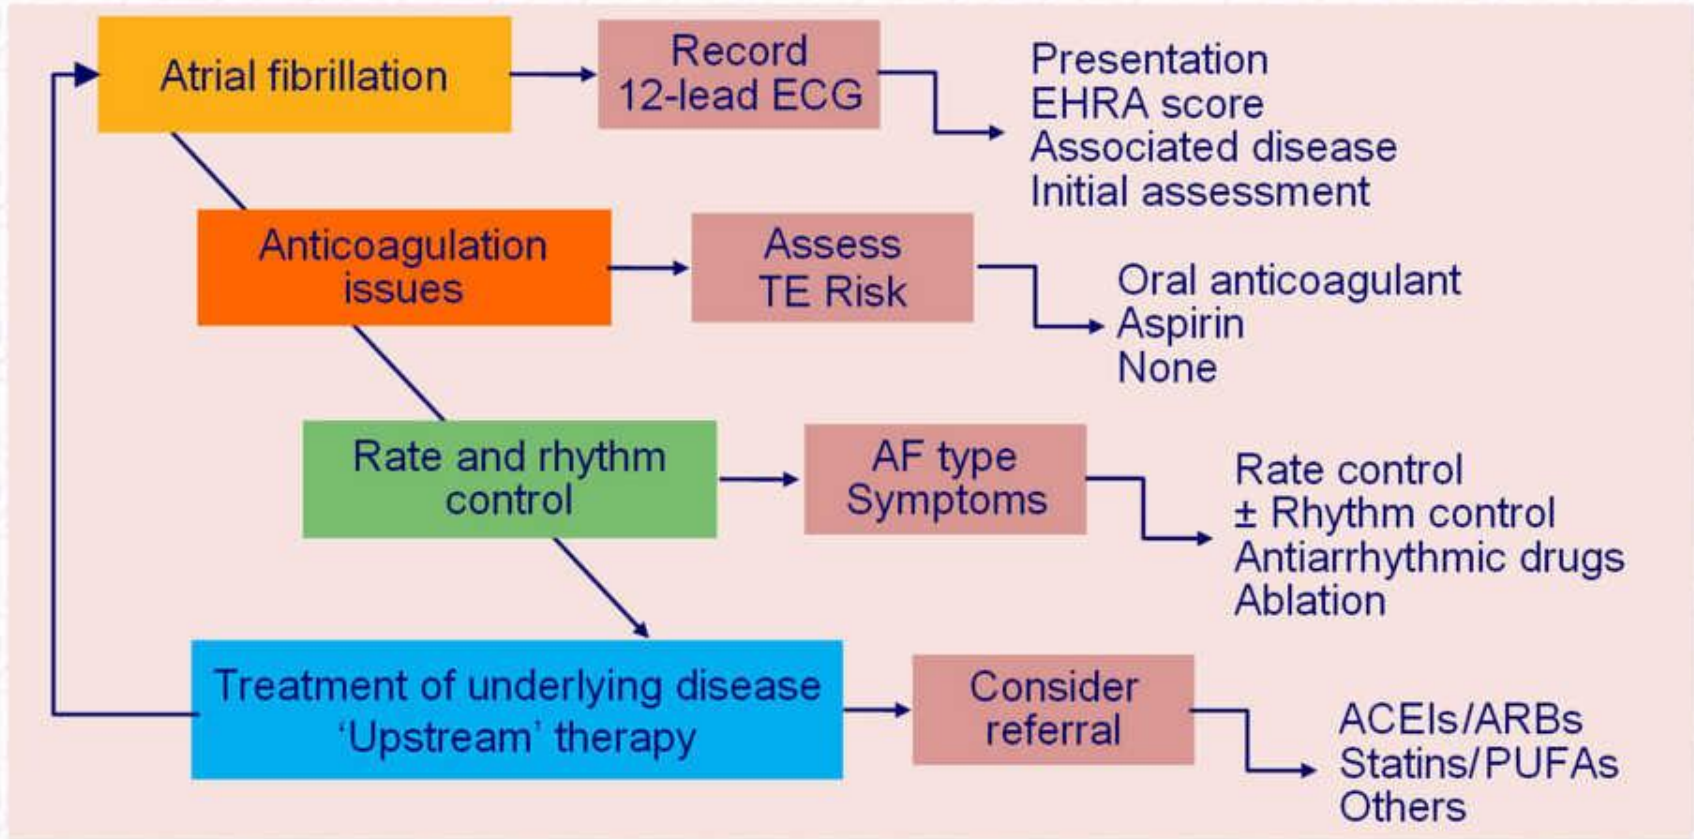 Atrial fibrillation
Record
12-lead ECG
Presentation
EHRA score
Associated disease
Initial assessment
Anticoagulation
issues
Assess
TE Risk
Oral anticoagulant
Aspirin
None
Rate and rhythm
control
AF type
Symptoms
Rate control
± Rhythm control
Antiarrhythmic drugs
Ablation
Treatment of underlying disease
‘Upstream’ therapy
Consider
referral
ACEIs/ARBs
Statins/PUFAs
Others